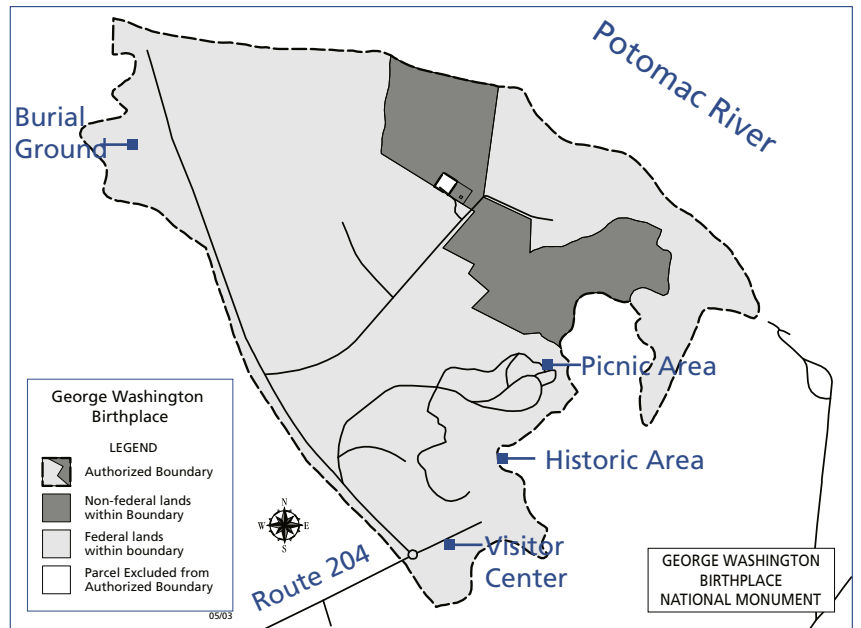 Potomac River
Burial
Ground
Picnic Area
Historic Area
Visitor
Center
Route 204
N
W E
S
George Washington
Birthplace
LEGEND
Authorized Boundary
Non-federal lands
within Boundary
Federal lands
within boundary
Parcel Excluded from
Authorized Boundary
05/03
GEORGE WASHINGTON
BIRTHPLACE
NATIONAL MONUMENT